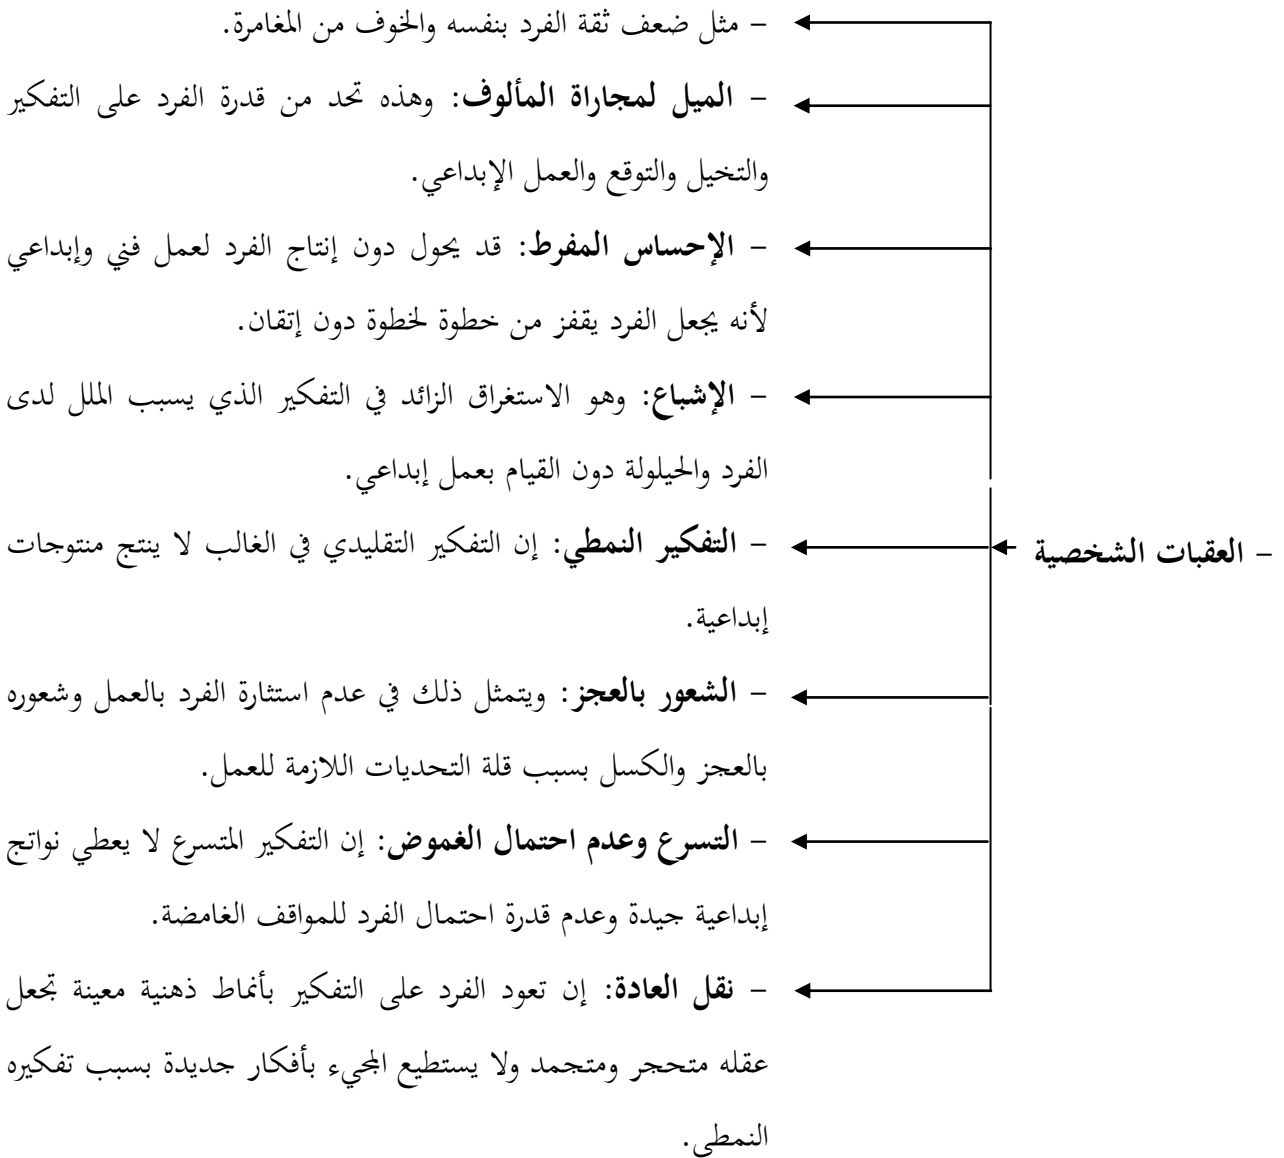 – مثل ضعف ثقة الفرد بنفسه والخوف من المغامرة.
– الميل لمجاراة المألوف: وهذه تحد من قدرة الفرد على التفكير
والتخيل والتوقع والعمل الإبداعي.
– الإحساس المفرط: قد يحول دون إنتاج الفرد لعمل فني وإبداعي
لأنه يجعل الفرد يقفز من خطوة لخطوة دون إتقان.
– الإشباع: وهو الاستغراق الزائد في التفكير الذي يسبب الملل لدى
الفرد والحيلولة دون القيام بعمل إبداعي.
– العقبات الشخصية
– التفكير النمطي: إن التفكير التقليدي في الغالب لا ينتج منتوجات
إبداعية.
– الشعور بالعجز: ويتمثل ذلك في عدم استثارة الفرد بالعمل وشعوره
بالعجز والكسل بسبب قلة التحديات اللازمة للعمل.
– التسرع وعدم احتمال الغموض: إن التفكير المتسرع لا يعطي نواتج
إبداعية جيدة وعدم قدرة احتمال الفرد للمواقف الغامضة.
– نقل العادة: إن تعود الفرد على التفكير بأنماط ذهنية معينة تجعل
عقله متحجر ومتجمد ولا يستطيع المجيء بأفكار جديدة بسبب تفكيره
النمطي.